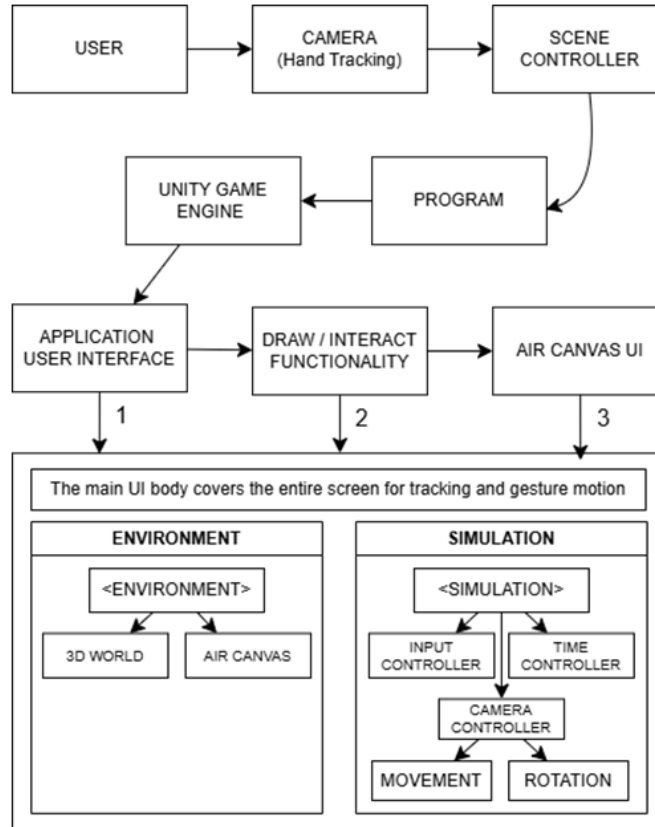 USER
CAMERA
(Hand Tracking)
SCENE
CONTROLLER
UNITY GAME
ENGINE
PROGRAM
APPLICATION
USER INTERFACE
DRAW / INTERACT
FUNCTIONALITY
AIR CANVAS UI
1
2
3
The main UI body covers the entire screen for tracking and gesture motion
ENVIRONMENT
<ENVIRONMENT>
3D WORLD
AIR CANVAS
SIMULATION
<SIMULATION>
INPUT
CONTROLLER
TIME
CONTROLLER
CAMERA
CONTROLLER
MOVEMENT
ROTATION